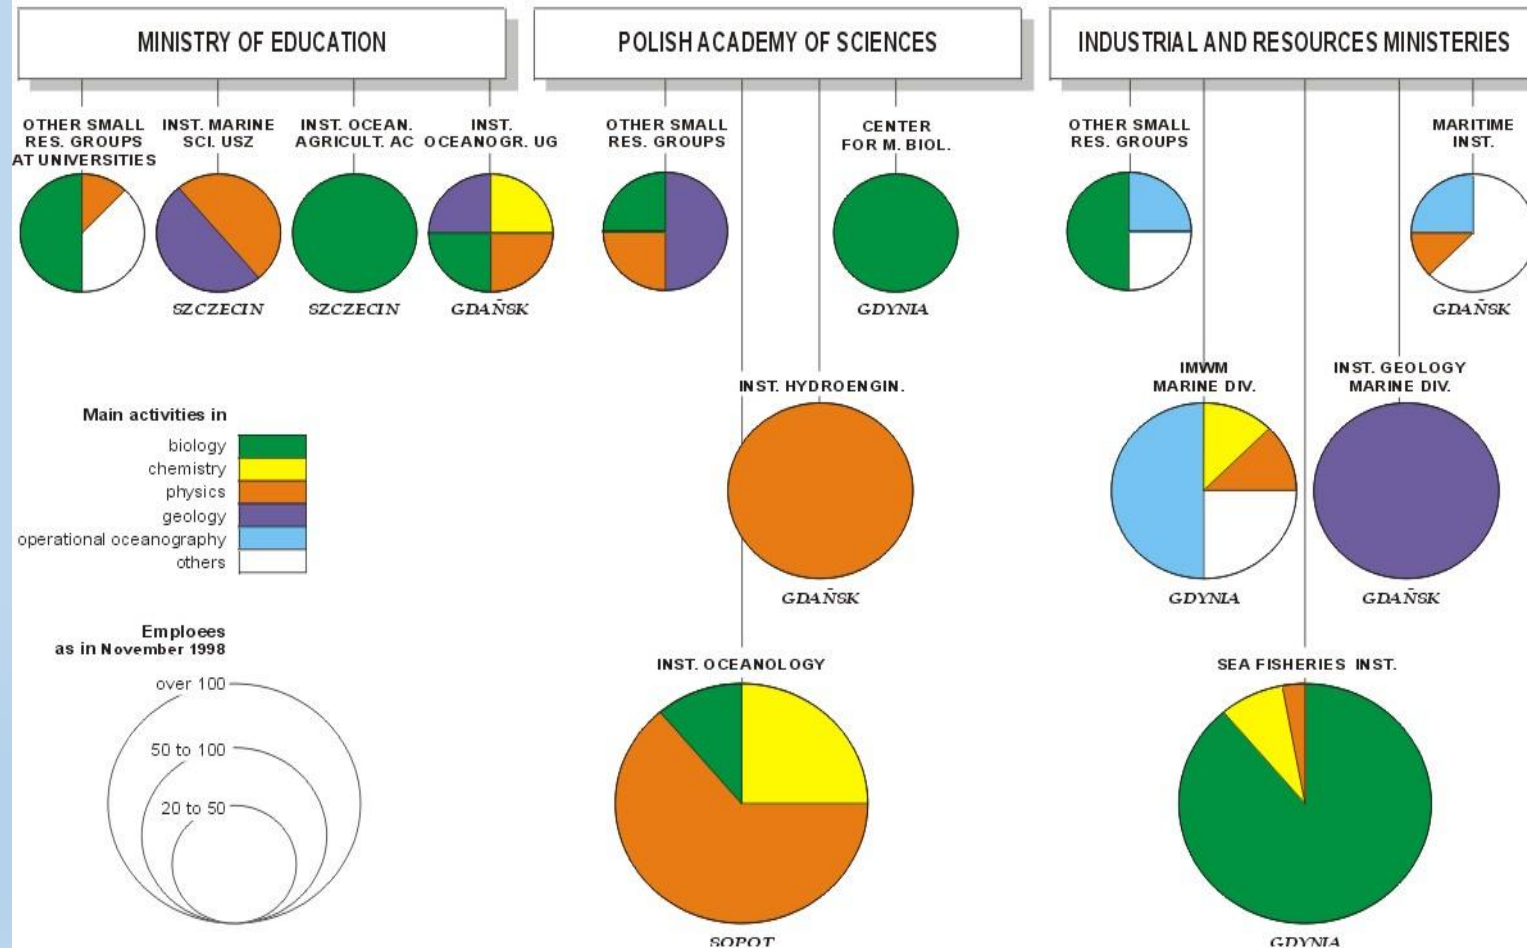 MINISTRY OF EDUCATION
POLISH ACADEMY OF SCIENCES
INDUSTRIAL AND RESOURCES MINISTERIES
OTHER SMALL
RES. GROUPS
AT UNIVERSITIES
INST. MARINE
SCI. USZ
INST. OCEAN.
AGRICULT. AC
INST.
OCEANOGR. UG
OTHER SMALL
RES. GROUPS
CENTER
FOR M. BIOL.
OTHER SMALL
RES. GROUPS
MARITIME
INST.
SZCZECIN
SZCZECIN
GDAŃSK
GDYNIA
GDAŃSK
INST. HYDROENGIN.
IMWM
MARINE DIV.
INST. GEOLOGY
MARINE DIV.
GDAŃSK
GDYNIA
GDAŃSK
Main activities in
biology
chemistry
physics
geology
operational oceanography
others
Emploees
as in November 1998
over 100
50 to 100
20 to 50
INST. OCEANOLOGY
SEA FISHERIES INST.
SOPOT
GDYNIA